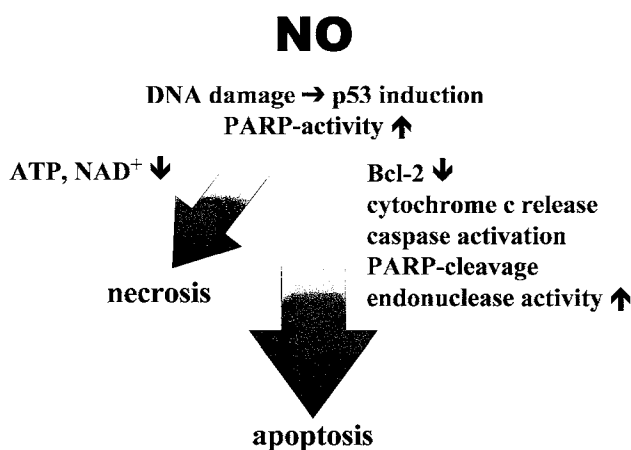 NO
DNA damage → p53 induction
PARP-activity ↑
ATP, NAD⁺ ↓
Bcl-2 ↓
cytochrome c release
caspase activation
PARP-cleavage
endonuclease activity ↑
necrosis
apoptosis